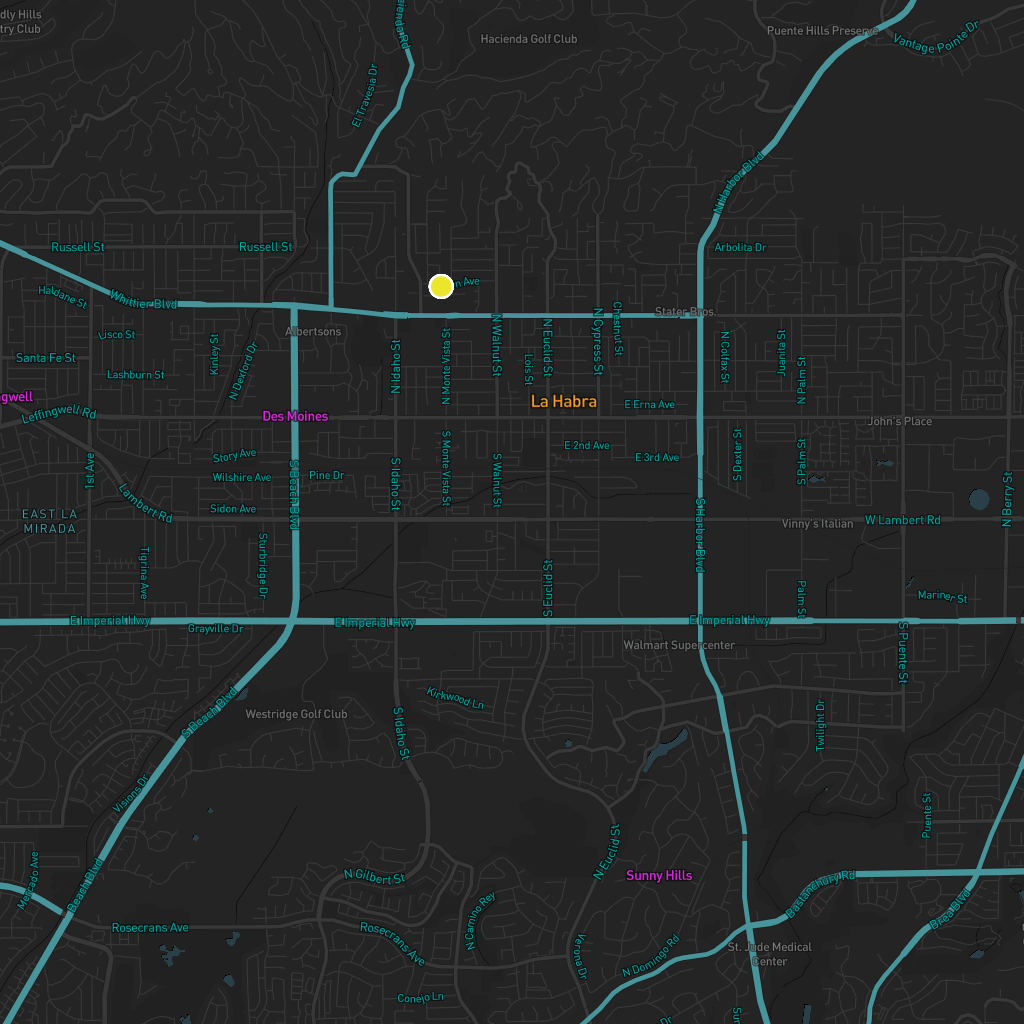 Hacienda Golf Club
Puente Hills Preserve
Vantage Pointe Dr
try Club
El Travesia Dr
N Harbor Blvd
Russell St
Russell St
Arbolita Dr
Haldane St
Whittier Blvd
n Ave
Stater Bros.
Albertsons
Lisco St
Kinley St
N Dexford Dr
N Idaho St
N Monte Vista St
N Walnut St
Lois St
N Euclid St
N Cypress St
Chestnut St
N Colfax St
Juanita St
N Palm St
Santa Fe St
Lashburn St
gwell
Leffingwell Rd
Des Moines
La Habra
E Erna Ave
John's Place
E 2nd Ave
E 3rd Ave
S Dexter St
S Palm St
Story Ave
Wilshire Ave
Pine Dr
Sidon Ave
1st Ave
Lambert Rd
S Beach Blvd
S Idaho St
S Monte Vista St
S Walnut St
S Harbor Blvd
EAST LA
MIRADA
Vinny's Italian
W Lambert Rd
N Berry St
Tigrina Ave
Sturbridge Dr
S Euclid St
Palm St
Mariner St
E Imperial Hwy
Grayville Dr
E Imperial Hwy
E Imperial Hwy
Walmart Supercenter
S Puente St
Kirkwood Ln
S Beach Blvd
Westridge Golf Club
S Idaho St
Twilight Dr
Visions Dr
Puente St
N Euclid St
Mercado Ave
Beach Blvd
N Gilbert St
Sunny Hills
Bastanchury Rd
Brea Blvd
Rosecrans Ave
Rosecrans Ave
N Camino Rey
Verona Dr
N Domingo Rd
St. Jude Medical
Center
Conejo Ln
Dr